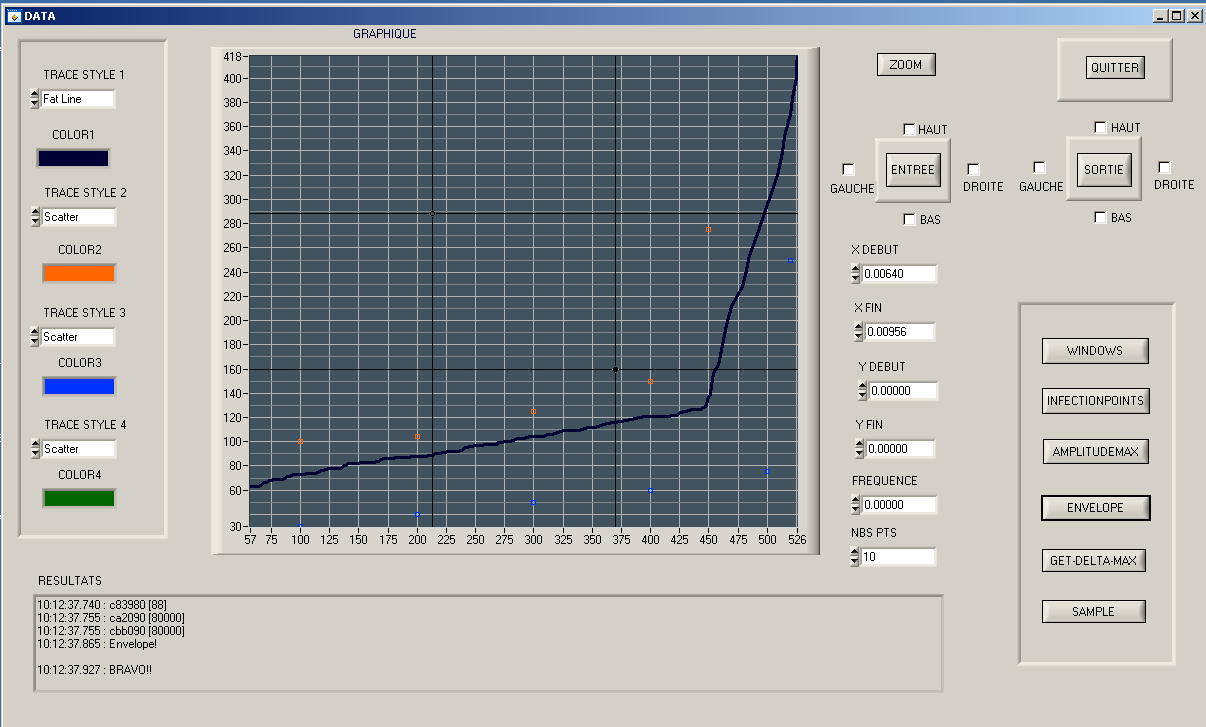 DATA
GRAPHIQUE
TRACE STYLE 1
Fat Line
COLOR1
TRACE STYLE 2
Scatter
COLOR2
TRACE STYLE 3
Scatter
COLOR3
TRACE STYLE 4
Scatter
COLOR4
418
400
380
360
340
320
300
280
260
240
220
200
180
160
140
120
100
80
60
30
57 75 100 125 150 175 200 225 250 275 300 325 350 375 400 425 450 475 500 526
ZOOM
QUITTER
HAUT
GAUCHE
ENTREE
DROITE
BAS
HAUT
GAUCHE
SORTIE
DROITE
BAS
X DEBUT
0.00640
X FIN
0.00956
Y DEBUT
0.00000
Y FIN
0.00000
FREQUENCE
0.00000
NBS PTS
10
WINDOWS
INFECTIONPOINTS
AMPLITUDEMAX
ENVELOPE
GET-DELTA-MAX
SAMPLE
RESULTATS
10:12:37.740 : c83980 [88]
10:12:37.755 : ca2090 [80000]
10:12:37.755 : cbb090 [80000]
10:12:37.865 : Envelope!
10:12:37.927 : BRAVO!!